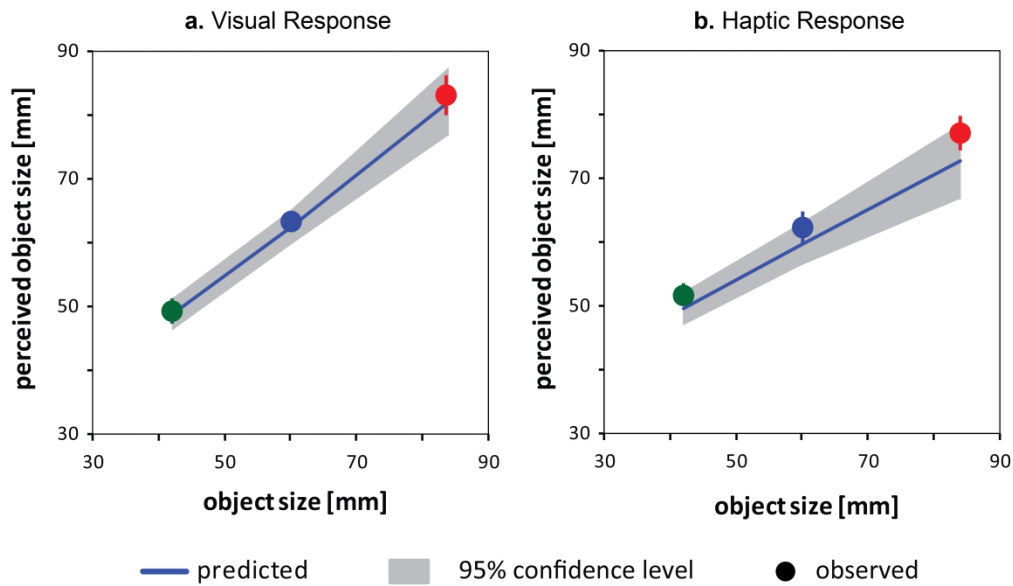 a. Visual Response
90
70
50
30
30
50
70
90
perceived object size [mm]
object size [mm]
b. Haptic Response
90
70
50
30
30
50
70
90
perceived object size [mm]
object size [mm]
predicted
95% confidence level
observed